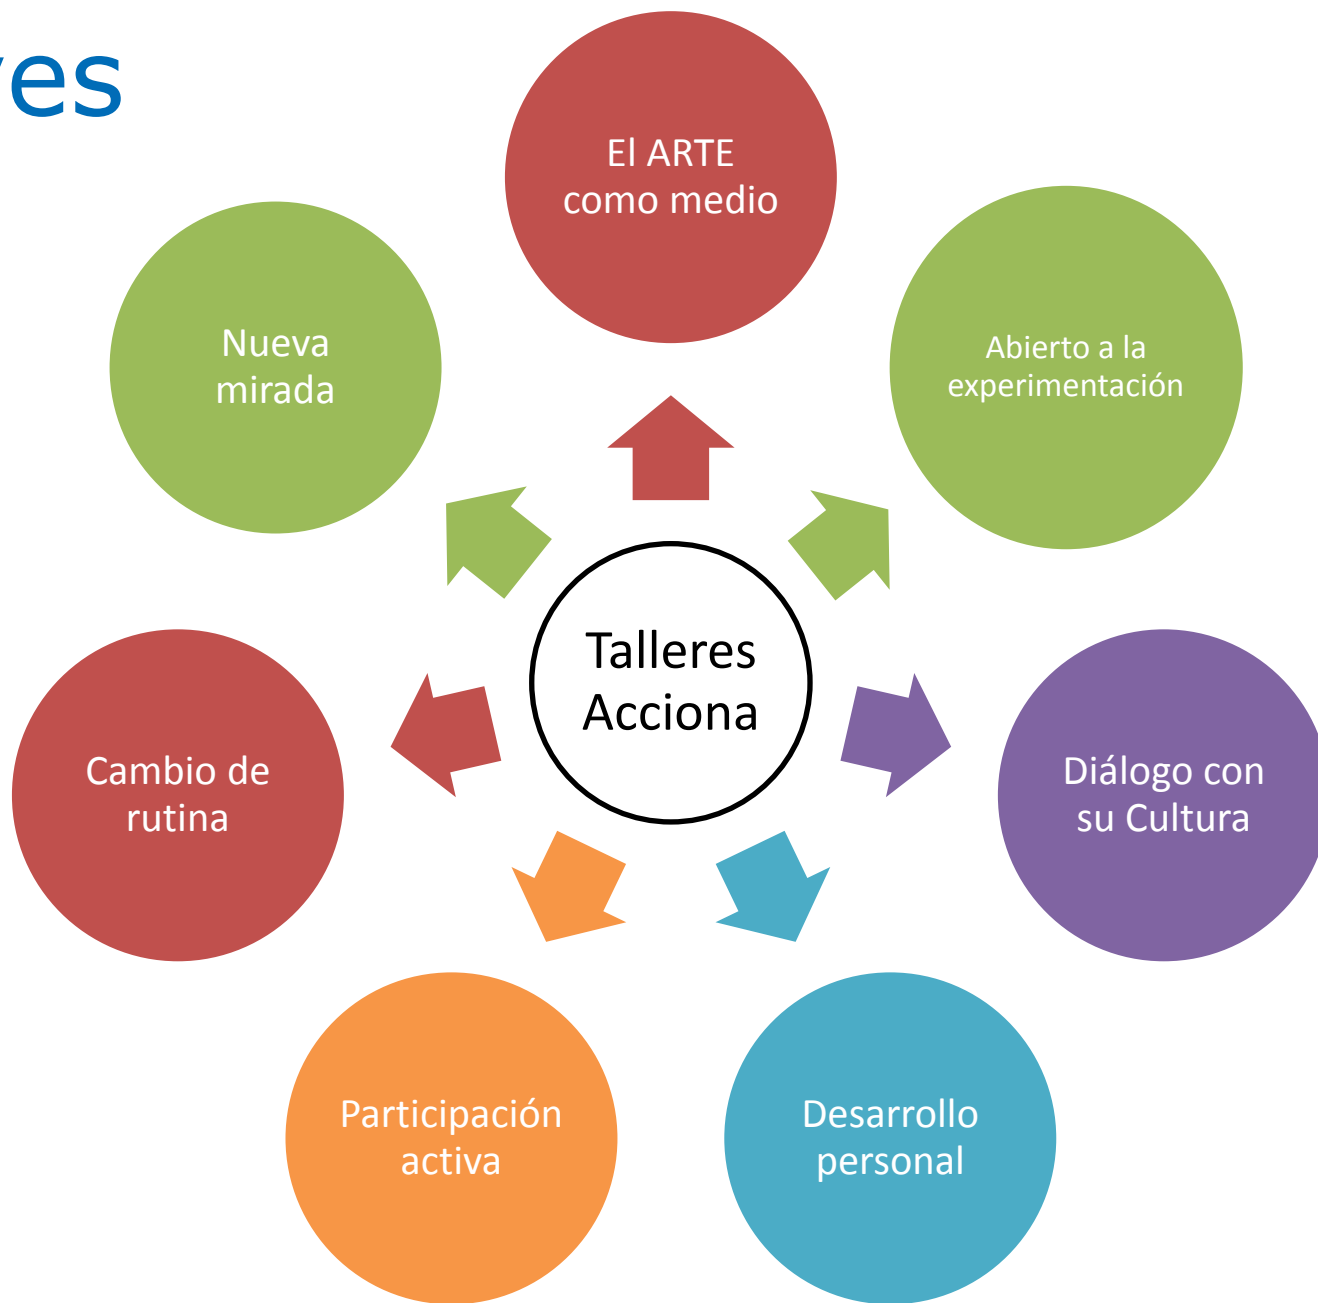 ves
El ARTE
como medio
Abierto a la
experimentación
Diálogo con
su Cultura
Desarrollo
personal
Participación
activa
Cambio de
rutina
Nueva
mirada
Talleres
Acciona